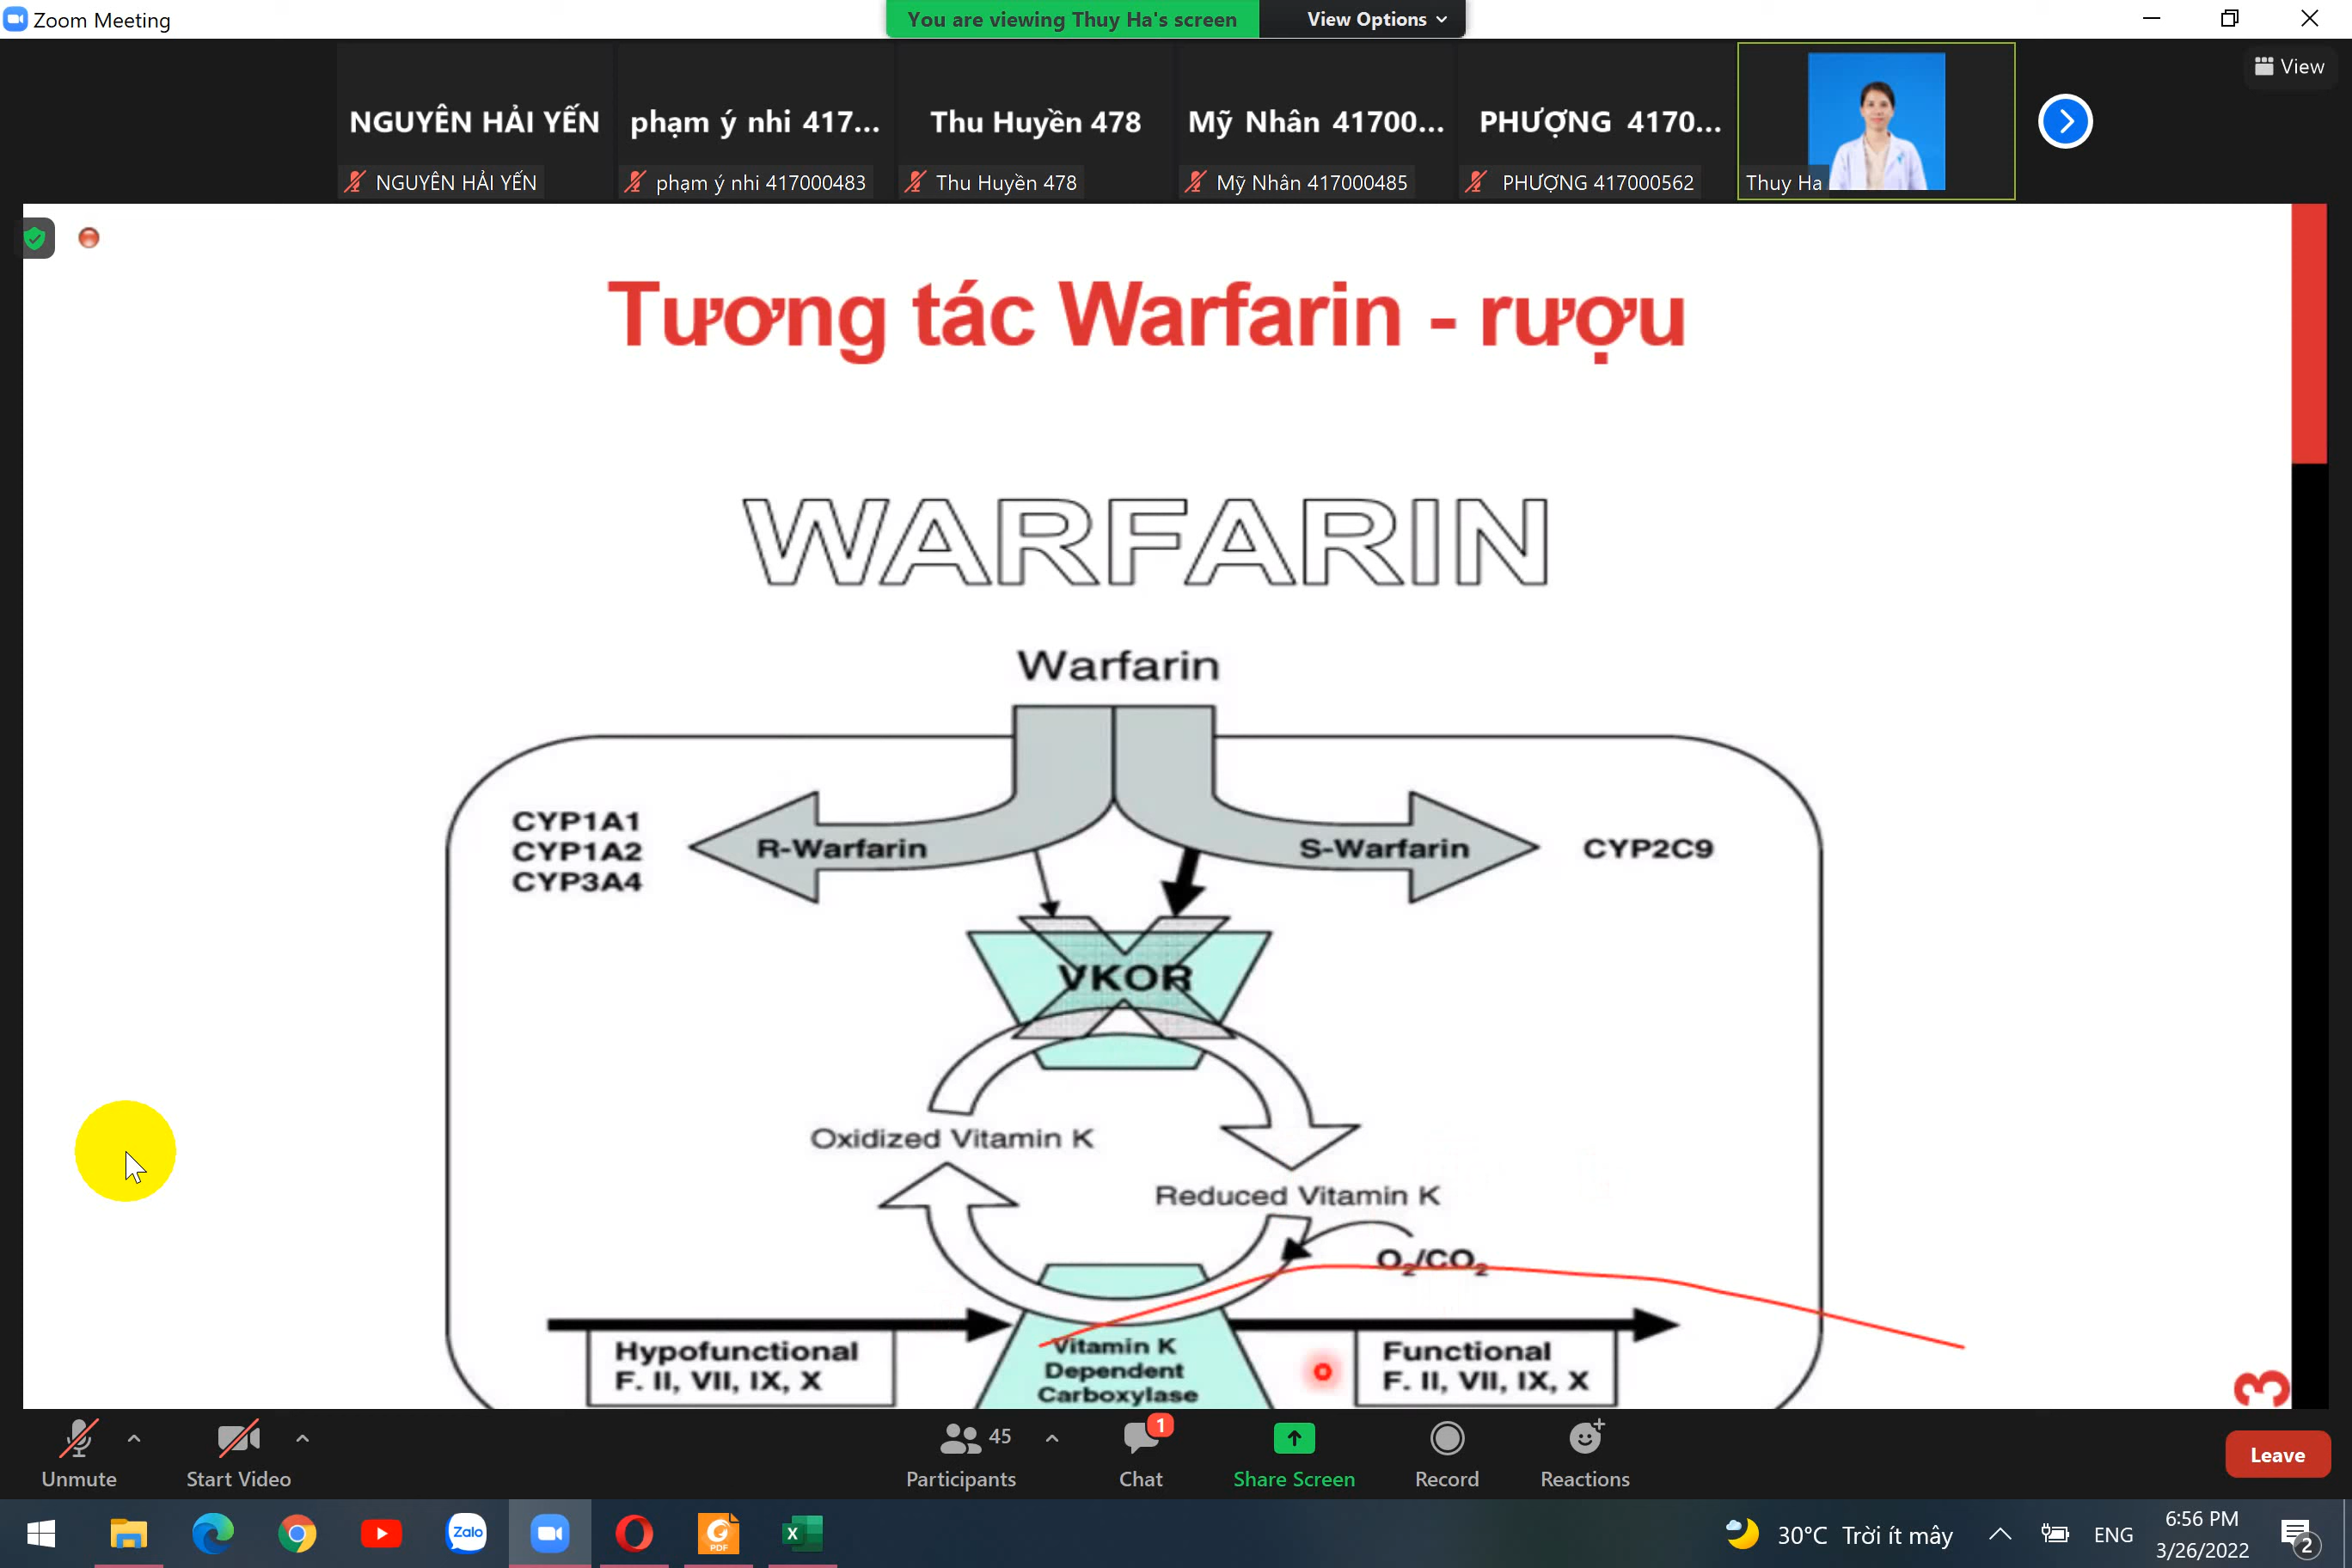 Zoom Meeting
You are viewing Thuy Ha's screen
View Options
View
NGUYÊN HẢI YẾN
phạm ý nhi 417...
Thu Huyền 478
Mỹ Nhân 41700...
PHƯỢNG 4170...
NGUYÊN HẢI YẾN
phạm ý nhi 417000483
Thu Huyền 478
Mỹ Nhân 417000485
PHƯỢNG 417000562
Thuy Ha
Tương tác Warfarin - rượu
WARFARIN
Warfarin
CYP1A1
CYP1A2
CYP3A4
R-Warfarin
S-Warfarin
CYP2C9
VKOR
Oxidized Vitamin K
Reduced Vitamin K
O₂/CO₂
Hypofunctional
F. II, VII, IX, X
Vitamin K
Dependent
Carboxylase
Functional
F. II, VII, IX, X
3
Unmute
Start Video
45
Participants
1
Chat
Share Screen
Record
Reactions
Leave
Zalo
PDF
X
30°C Trời ít mây
ENG
6:56 PM
3/26/2022
2